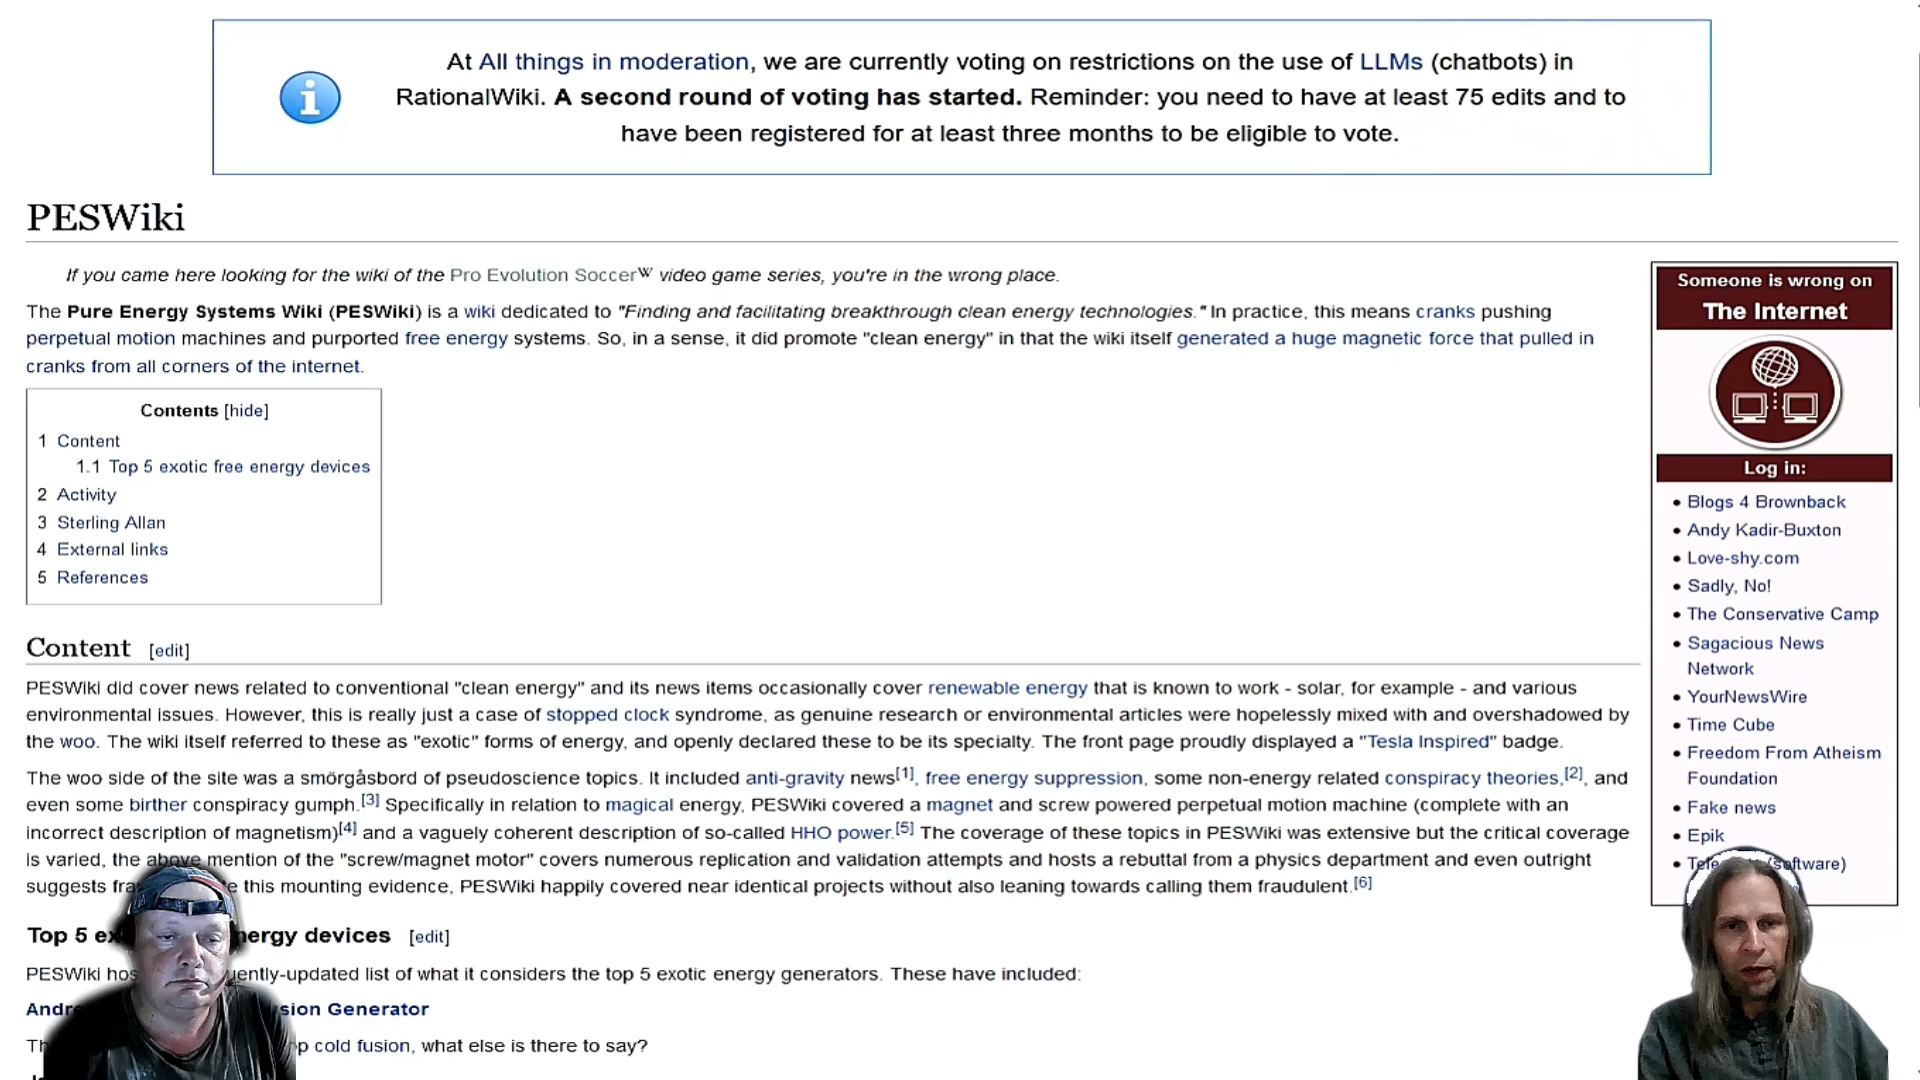 At All things in moderation, we are currently voting on restrictions on the use of LLMs (chatbots) in
RationalWiki. A second round of voting has started. Reminder: you need to have at least 75 edits and to
have been registered for at least three months to be eligible to vote.
PESWiki
If you came here looking for the wiki of the Pro Evolution Soccer video game series, you're in the wrong place.
The Pure Energy Systems Wiki (PESWiki) is a wiki dedicated to "Finding and facilitating breakthrough clean energy technologies." In practice, this means cranks pushing
perpetual motion machines and purported free energy systems. So, in a sense, it did promote "clean energy" in that the wiki itself generated a huge magnetic force that pulled in
cranks from all corners of the internet.
Contents [hide]
1 Content
1.1 Top 5 exotic free energy devices
2 Activity
3 Sterling Allan
4 External links
5 References
Content [edit]
PESWiki did cover news related to conventional "clean energy" and its news items occasionally cover renewable energy that is known to work - solar, for example - and various
environmental issues. However, this is really just a case of stopped clock syndrome, as genuine research or environmental articles were hopelessly mixed with and overshadowed by
the woo. The wiki itself referred to these as "exotic" forms of energy, and openly declared these to be its specialty. The front page proudly displayed a "Tesla Inspired" badge.
The woo side of the site was a smörgåsbord of pseudoscience topics. It included anti-gravity news[1], free energy suppression, some non-energy related conspiracy theories,[2], and
even some birther conspiracy gumph.[3] Specifically in relation to magical energy, PESWiki covered a magnet and screw powered perpetual motion machine (complete with an
incorrect description of magnetism)[4] and a vaguely coherent description of so-called HHO power.[5] The coverage of these topics in PESWiki was extensive but the critical coverage
is varied, the above mention of the "screw/magnet motor" covers numerous replication and validation attempts and hosts a rebuttal from a physics department and even outright
suggests this mounting evidence, PESWiki happily covered near identical projects without also leaning towards calling them fraudulent.[6]
Top 5 energy devices [edit]
PESWiki list of what it considers the top 5 exotic energy generators. These have included:
Generator
cold fusion, what else is there to say?
Someone is wrong on
The Internet
Log in:
• Blogs 4 Brownback
• Andy Kadir-Buxton
• Love-shy.com
• Sadly, No!
• The Conservative Camp
• Sagacious News
Network
• YourNewsWire
• Time Cube
• Freedom From Atheism
Foundation
• Fake news
• Epik
• (software)